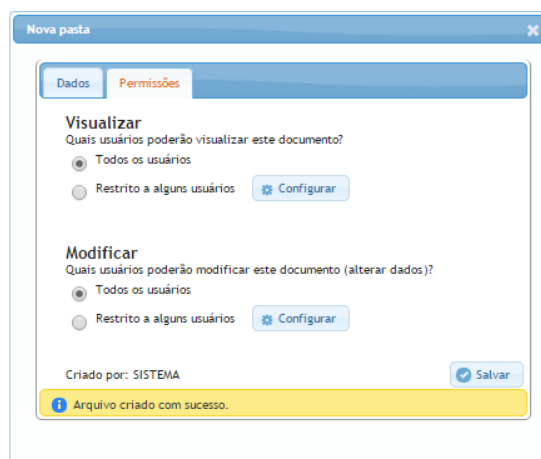 Nova pasta
Dados Permissões
Visualizar
Quais usuários poderão visualizar este documento?
Todos os usuários
Restrito a alguns usuários Configurar
Modificar
Quais usuários poderão modificar este documento (alterar dados)?
Todos os usuários
Restrito a alguns usuários Configurar
Criado por: SISTEMA Salvar
Arquivo criado com sucesso.